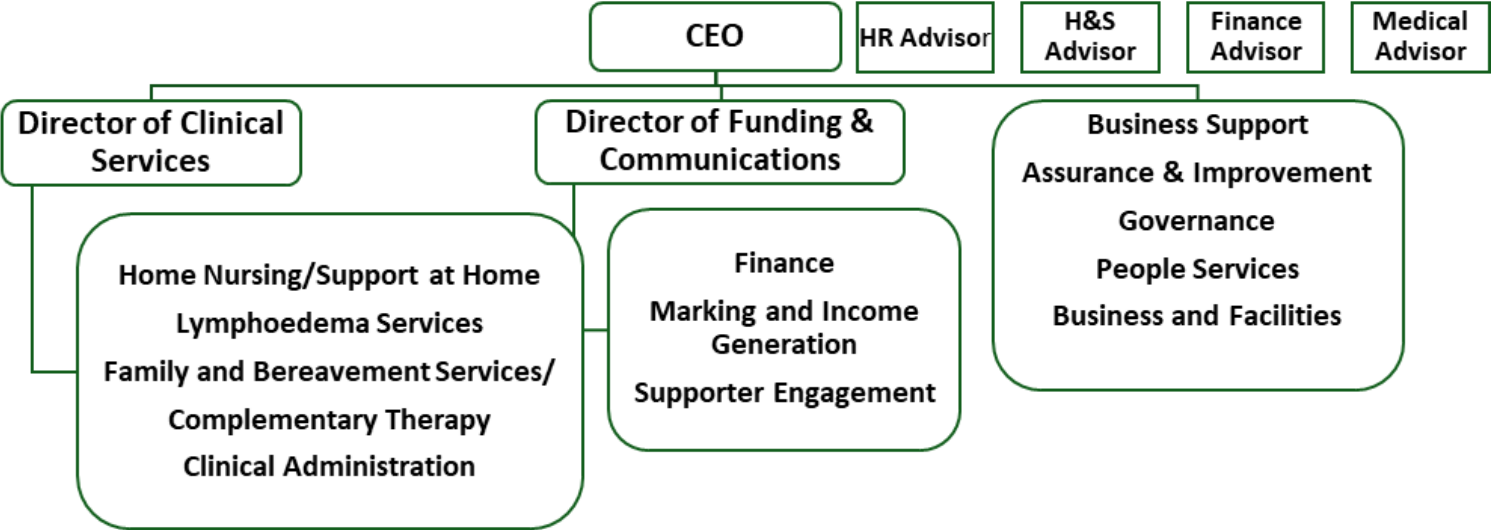 CEO
HR Advisor
H&S
Advisor
Finance
Advisor
Medical
Advisor
Director of Clinical
Services
Director of Funding &
Communications
Business Support
Assurance & Improvement
Governance
People Services
Business and Facilities
Home Nursing/Support at Home
Lymphoedema Services
Family and Bereavement Services/
Complementary Therapy
Clinical Administration
Finance
Marking and Income
Generation
Supporter Engagement